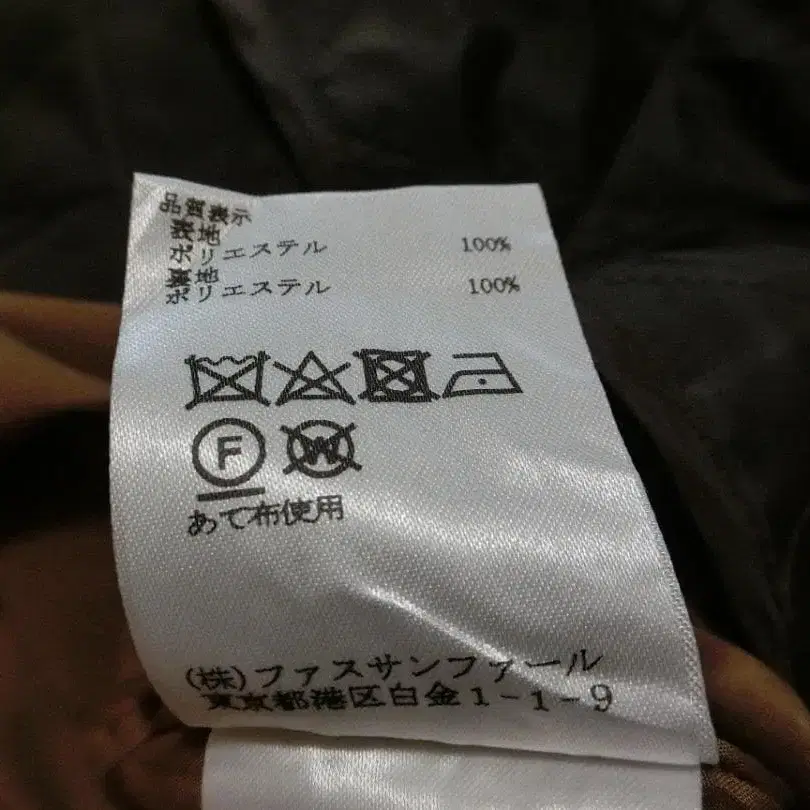 品質表示
表地
ポリエステル 100%
裏地
ポリエステル 100%
F W
あて布使用
(株)ファスサンファール
東京都港区白金1-1-9